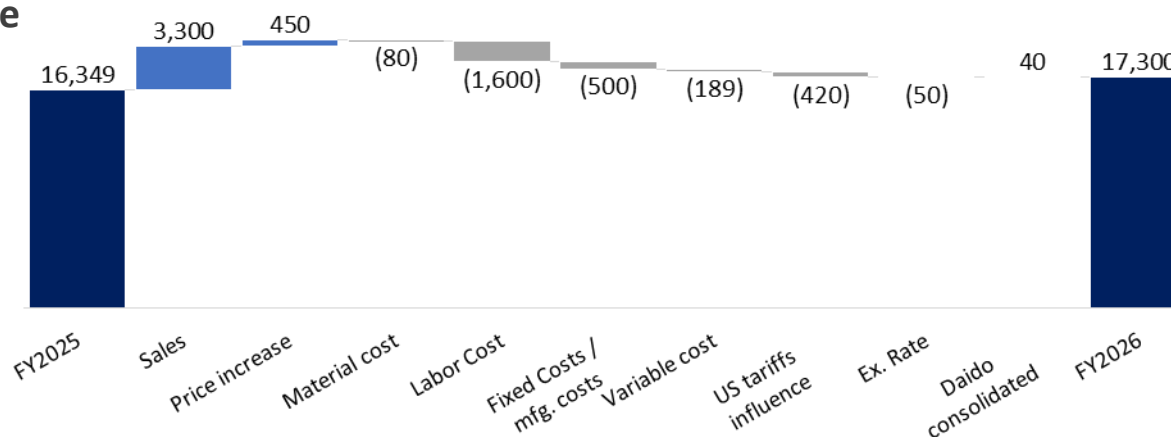 e
16,349
3,300
450
(80)
(1,600)
(500)
(189)
(420)
(50)
40
17,300
FY2025
Sales
Price increase
Material cost
Labor Cost
Fixed Costs /
mfg. costs
Variable cost
US tariffs
influence
Ex. Rate
Daido
consolidated
FY2026